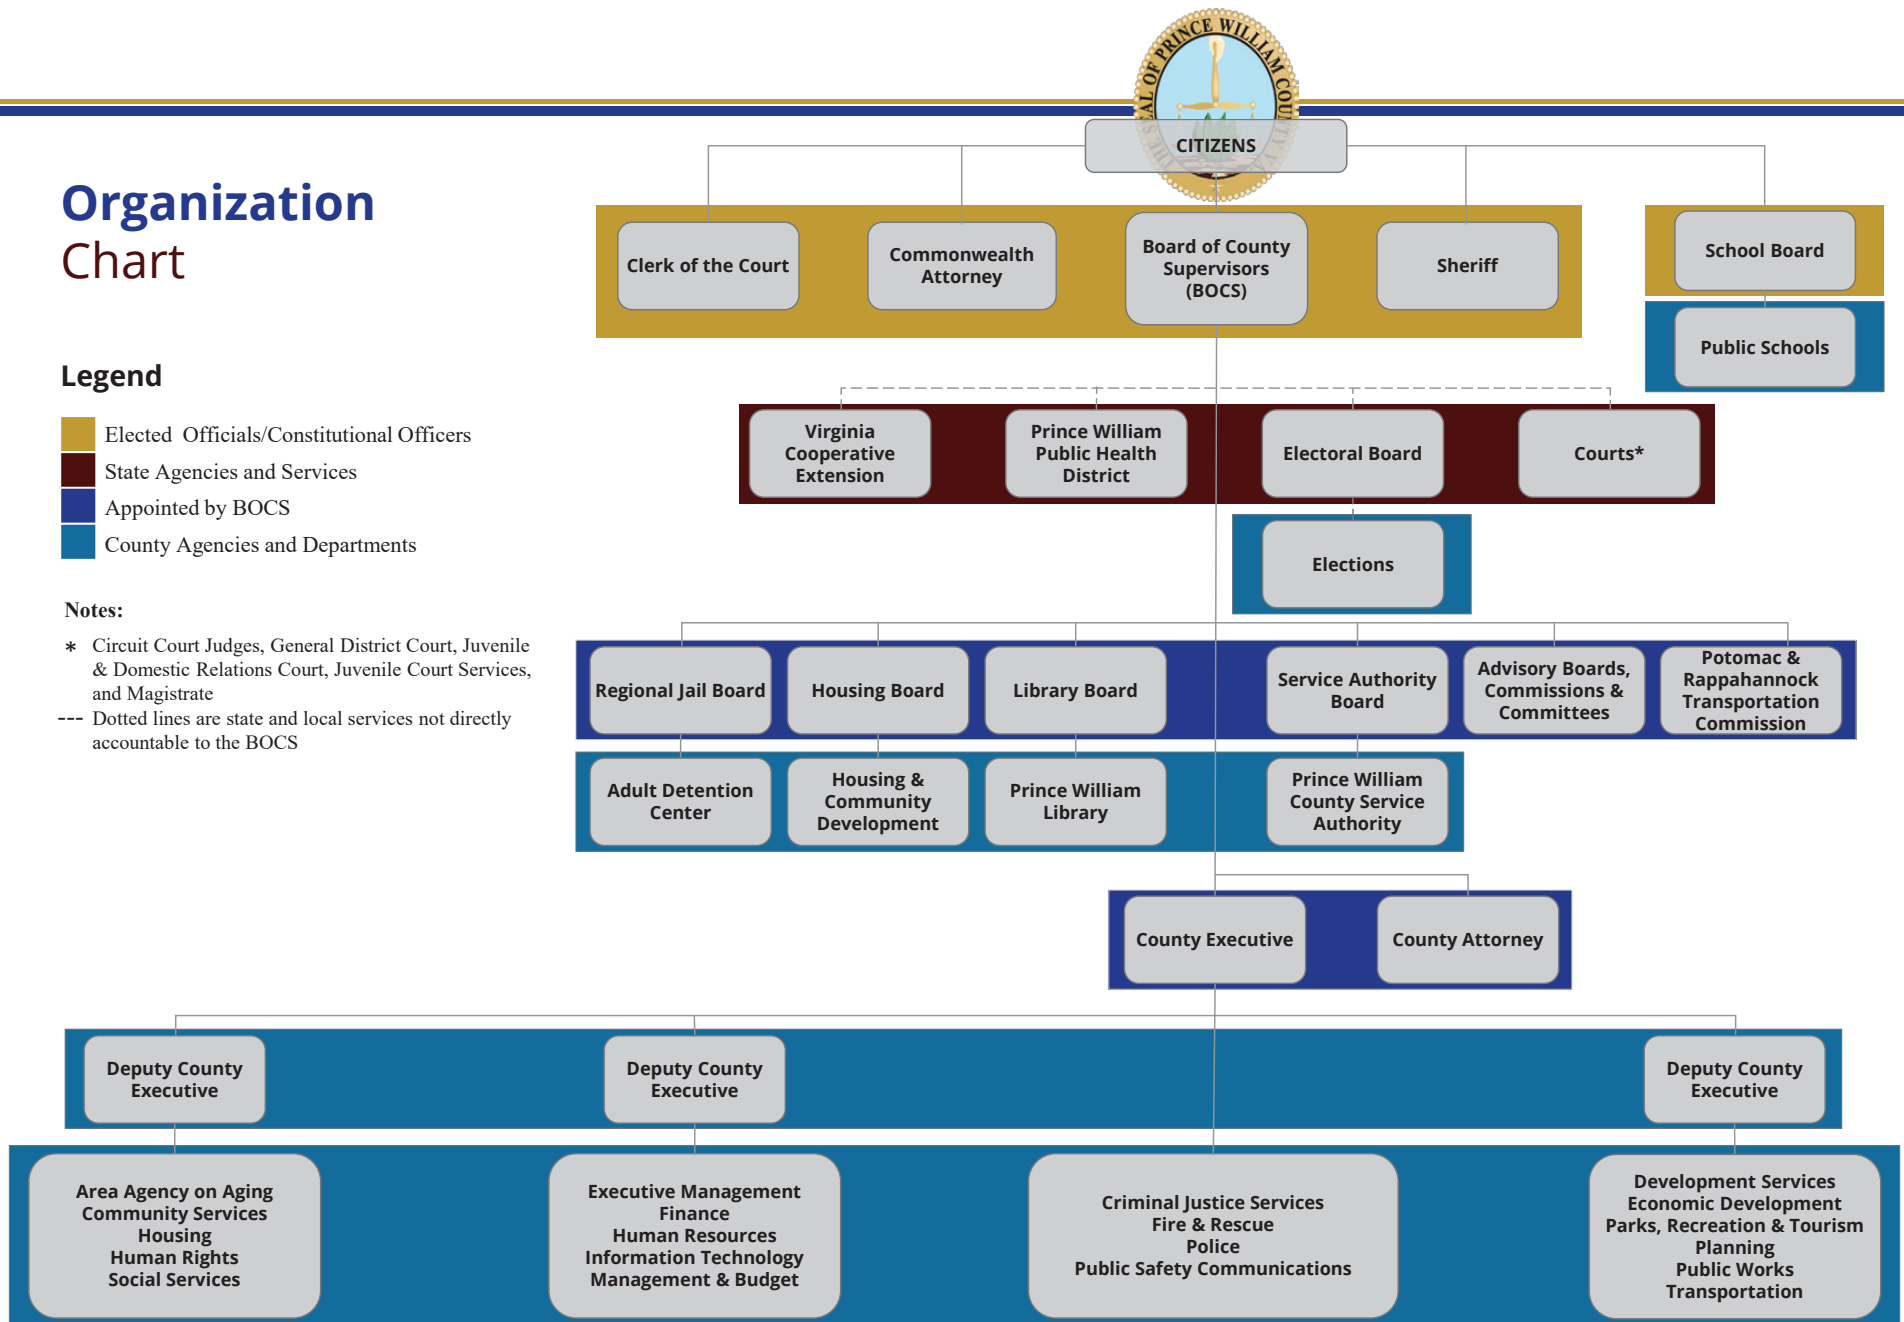 THE SEAL OF PRINCE WILLIAM COUNTY VA
CITIZENS
Organization
Chart
Clerk of the Court
Commonwealth
Attorney
Board of County
Supervisors
(BOCS)
Sheriff
School Board
Public Schools
Legend
Elected Officials/Constitutional Officers
State Agencies and Services
Appointed by BOCS
County Agencies and Departments
Virginia
Cooperative
Extension
Prince William
Public Health
District
Electoral Board
Courts*
Elections
Notes:
* Circuit Court Judges, General District Court, Juvenile
& Domestic Relations Court, Juvenile Court Services,
and Magistrate
--- Dotted lines are state and local services not directly
accountable to the BOCS
Regional Jail Board
Housing Board
Library Board
Service Authority
Board
Advisory Boards,
Commissions &
Committees
Potomac &
Rappahannock
Transportation
Commission
Adult Detention
Center
Housing &
Community
Development
Prince William
Library
Prince William
County Service
Authority
County Executive
County Attorney
Deputy County
Executive
Deputy County
Executive
Deputy County
Executive
Area Agency on Aging
Community Services
Housing
Human Rights
Social Services
Executive Management
Finance
Human Resources
Information Technology
Management & Budget
Criminal Justice Services
Fire & Rescue
Police
Public Safety Communications
Development Services
Economic Development
Parks, Recreation & Tourism
Planning
Public Works
Transportation